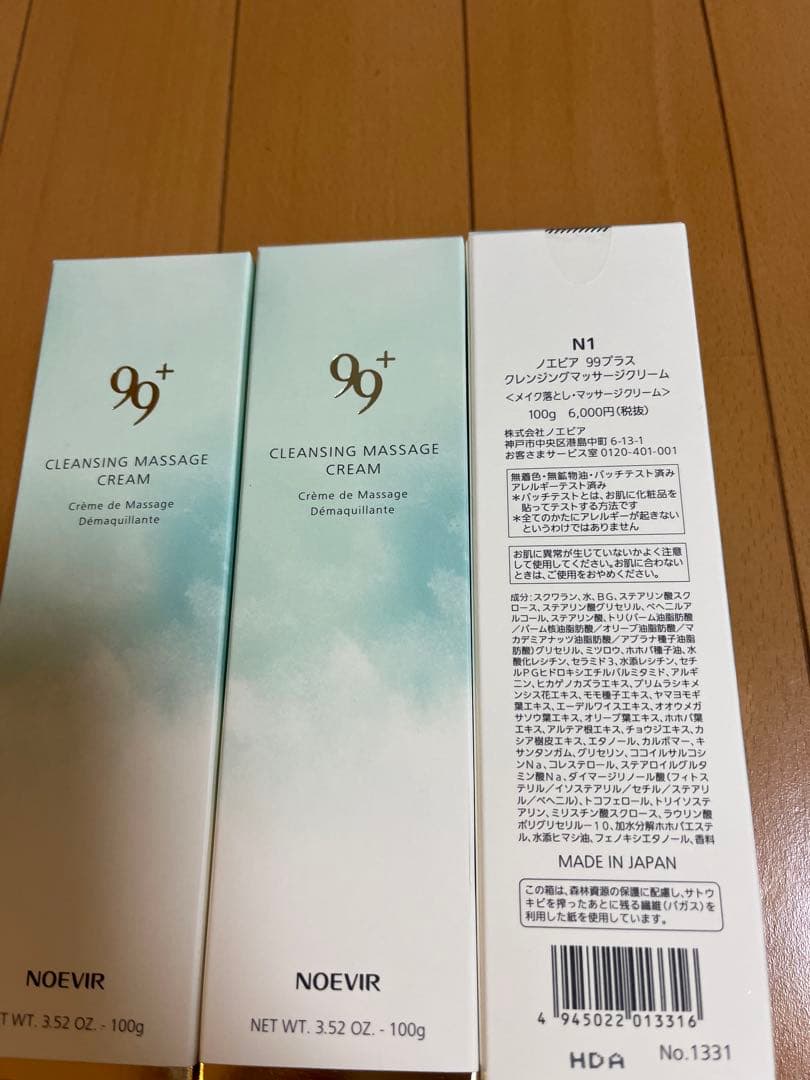 99+
CLEANSING MASSAGE
CREAM
Crème de Massage
Démaquillante
NOEVIR
T WT. 3.52 OZ. - 100g
99+
CLEANSING MASSAGE
CREAM
Crème de Massage
Démaquillante
NOEVIR
NET WT. 3.52 OZ. - 100g
N1
ノエビア 99プラス
クレンジングマッサージクリーム
<メイク落とし・マッサージクリーム>
100g 6,000円(税抜)
株式会社ノエビア
神戸市中央区港島中町 6-13-1
お客さまサービス室 0120-401-001
無着色・無鉱物油・パッチテスト済み
アレルギーテスト済み
*パッチテストとは、お肌に化粧品を
貼ってテストする方法です
*全てのかたにアレルギーが起きない
というわけではありません
お肌に異常が生じていないかよく注意
して使用してください。お肌に合わない
ときは、ご使用をおやめください。
成分:スクワラン、水、BG、ステアリン酸スク
ロース、ステアリン酸グリセリル、ベヘニルア
ルコール、ステアリン酸、トリ(パーム油脂肪酸
/パーム核油脂肪酸/オリーブ油脂肪酸/マ
カデミアナッツ油脂肪酸/アブラナ種子油脂
肪酸)グリセリル、ミツロウ、ホホバ種子油、水
酸化レシチン、セラミド3、水添レシチン、セチ
ルPGヒドロキシエチルパルミタミド、アルギ
ニン、ヒカゲノカズラエキス、プリムラシキメ
ンシス花エキス、モモ種子エキス、ヤマヨモギ
葉エキス、エーデルワイスエキス、オオウメガ
サソウ葉エキス、オリーブ葉エキス、ホホバ葉
エキス、アルテア根エキス、チョウジエキス、カ
シア樹皮エキス、エタノール、カルボマー、キ
サンタンガム、グリセリン、ココイルサルコシ
ンNa、コレステロール、ステアロイルグルタ
ミン酸Na、ダイマージリノール酸(フィトス
テリル/イソステアリル/セチル/ステアリ
ル/ベヘニル)、トコフェロール、トリイソステ
アリン、ミリスチン酸スクロース、ラウリン酸
ポリグリセリル-10、加水分解ホホバエステ
ル、水添ヒマシ油、フェノキシエタノール、香料
MADE IN JAPAN
この箱は、森林資源の保護に配慮し、サトウ
キビを搾ったあとに残る繊維(バガス)を
利用した紙を使用しています。
4 945022 013316
HDA No.1331